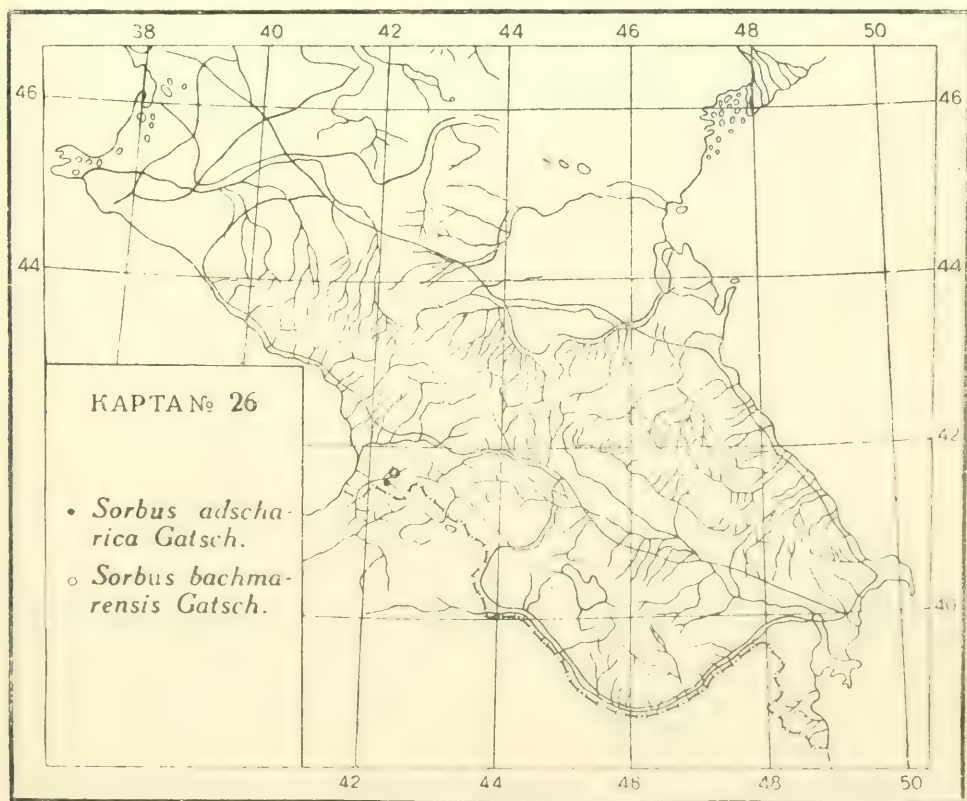 38 40 42 44 46 48 50
46 46
44 44
КАРТА № 26
42
• Sorbus adscha-
rica Gatsch.
○ Sorbus bachma-
rensis Gatsch.
40
42 44 46 48 50